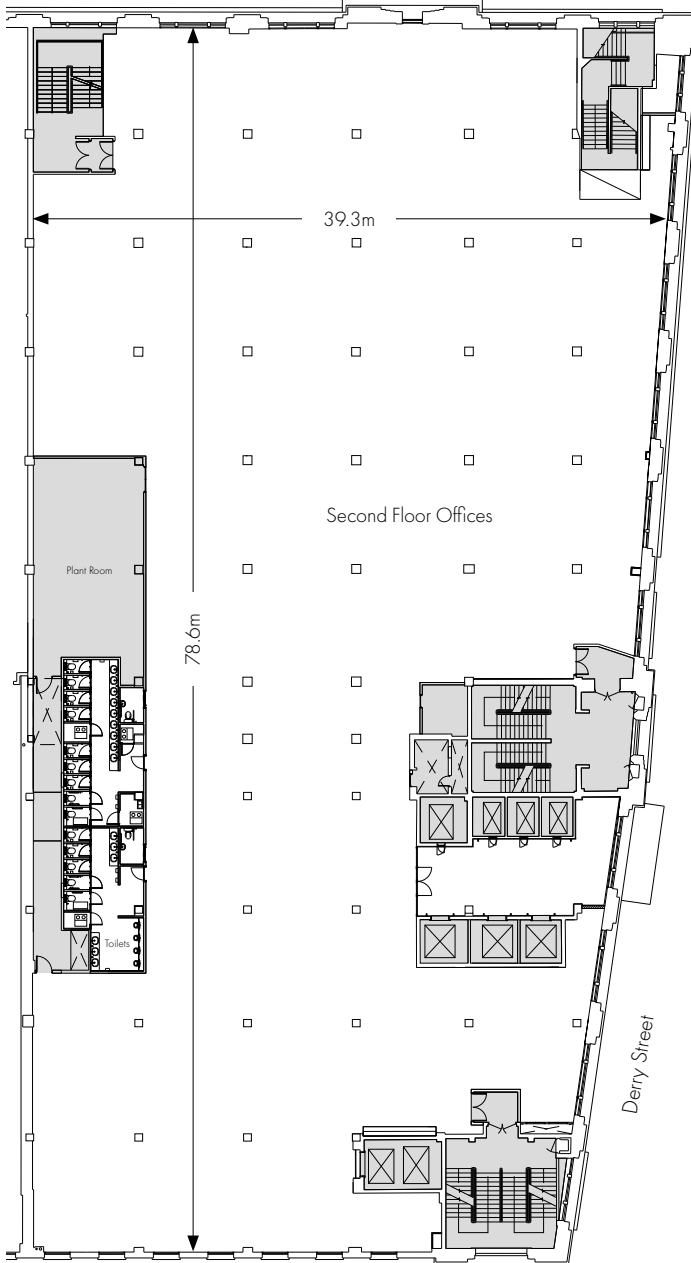 39.3m
Second Floor Offices
Plant Room
78.6m
Toilets
Derry Street